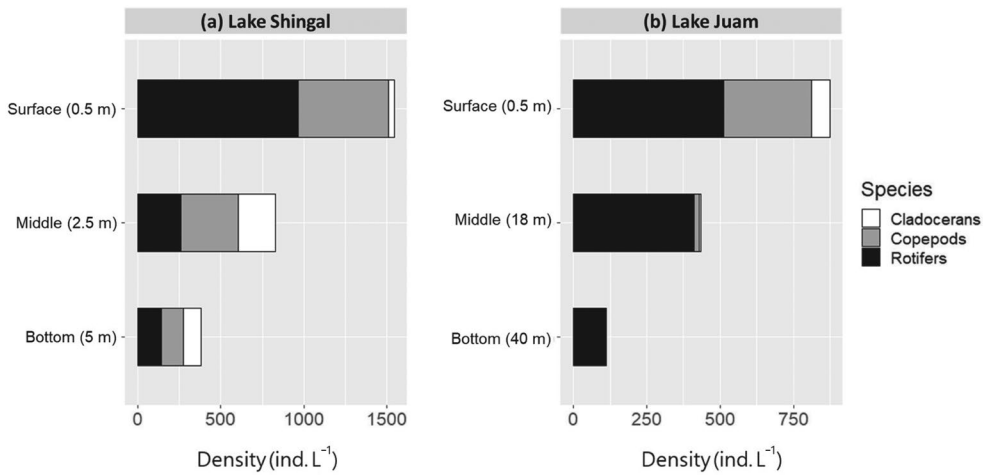 (a) Lake Shingal
Surface (0.5 m)
Middle (2.5 m)
Bottom (5 m)
0 500 1000 1500
Density (ind. L⁻¹)
(b) Lake Juam
Surface (0.5 m)
Middle (18 m)
Bottom (40 m)
0 250 500 750
Density (ind. L⁻¹)
Species
Cladocerans
Copepods
Rotifers